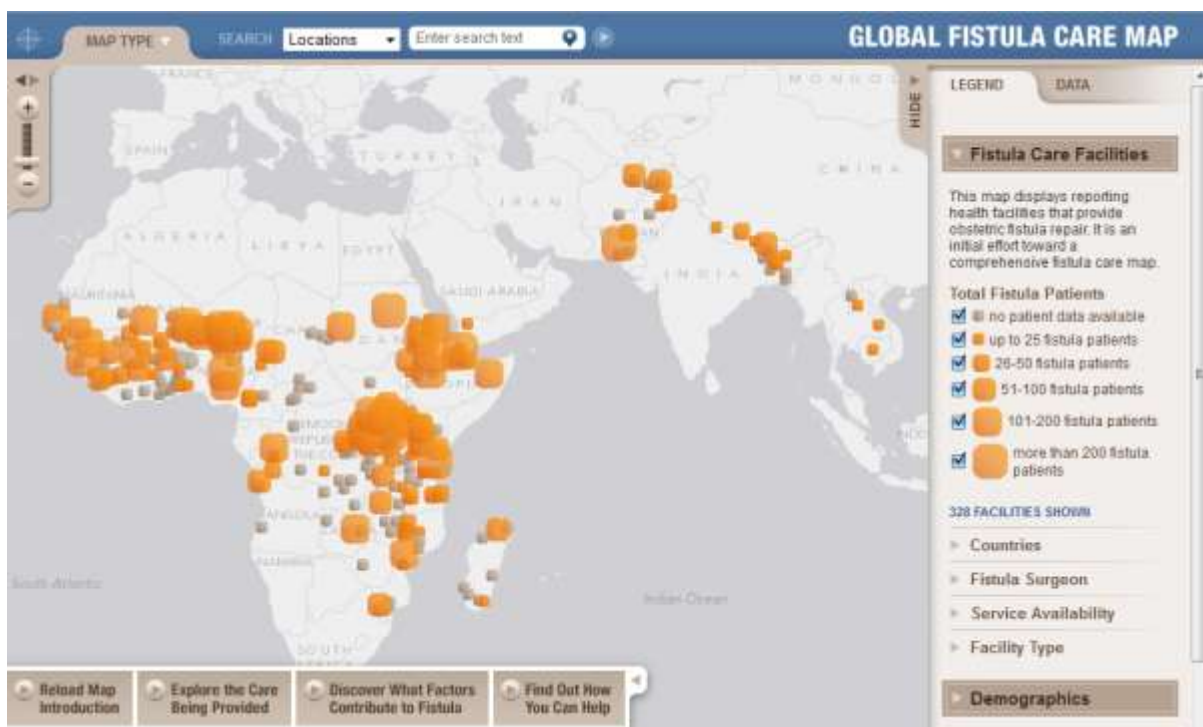 MAP TYPE
SEARCH
Locations
Enter search text
GLOBAL FISTULA CARE MAP
HIDE
LEGEND
DATA
Fistula Care Facilities
This map displays reporting
health facilities that provide
obstetric fistula repair. It is an
initial effort toward a
comprehensive fistula care map.
Total Fistula Patients
no patient data available
up to 25 fistula patients
26-50 fistula patients
51-100 fistula patients
101-200 fistula patients
more than 200 fistula
patients
328 FACILITIES SHOWN
Countries
Fistula Surgeon
Service Availability
Facility Type
Demographics
FRANCE
SPAIN
TURKEY
IRAN
CHINA
ALGERIA
LIBYA
EGYPT
SAUDI ARABIA
INDIA
MAURITANIA
ANGOLA
NAMIBIA
South Atlantic
Indian Ocean
SOUTH
Reload Map
Introduction
Explore the Care
Being Provided
Discover What Factors
Contribute to Fistula
Find Out How
You Can Help